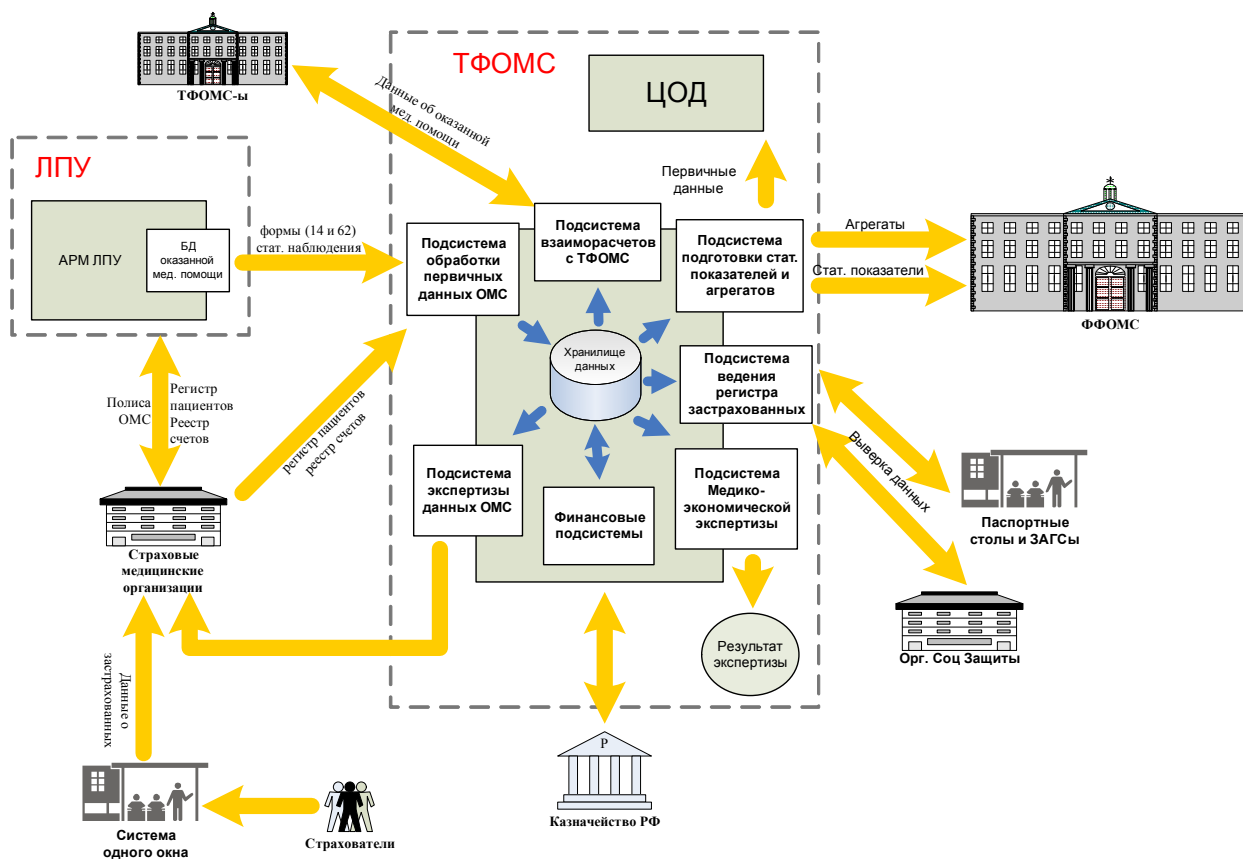 ТФОМС-ы
Данные об оказанной
мед. помощи
ТФОМС
ЦОД
Первичные
данные
ЛПУ
АРМ ЛПУ
БД
оказанной
мед. помощи
формы (14 и 62)
стат. наблюдения
Подсистема
обработки
первичных
данных ОМС
Подсистема
взаиморасчетов
с ТФОМС
Подсистема
подготовки стат.
показателей и
агрегатов
Агрегаты
Стат. показатели
ФФОМС
Хранилище
данных
Подсистема
ведения
регистра
застрахованных
Полиса
ОМС
Регистр
пациентов
Реестр
счетов
регистр пациентов
реестр счетов
Выверка данных
Подсистема
экспертизы
данных ОМС
Финансовые
подсистемы
Подсистема
Медико-
экономической
экспертизы
Паспортные
столы и ЗАГСы
Страховые
медицинские
организации
Результат
экспертизы
Орг. Соц Защиты
Данные о
застрахованных
Р
Казначейство РФ
Система
одного окна
Страхователи